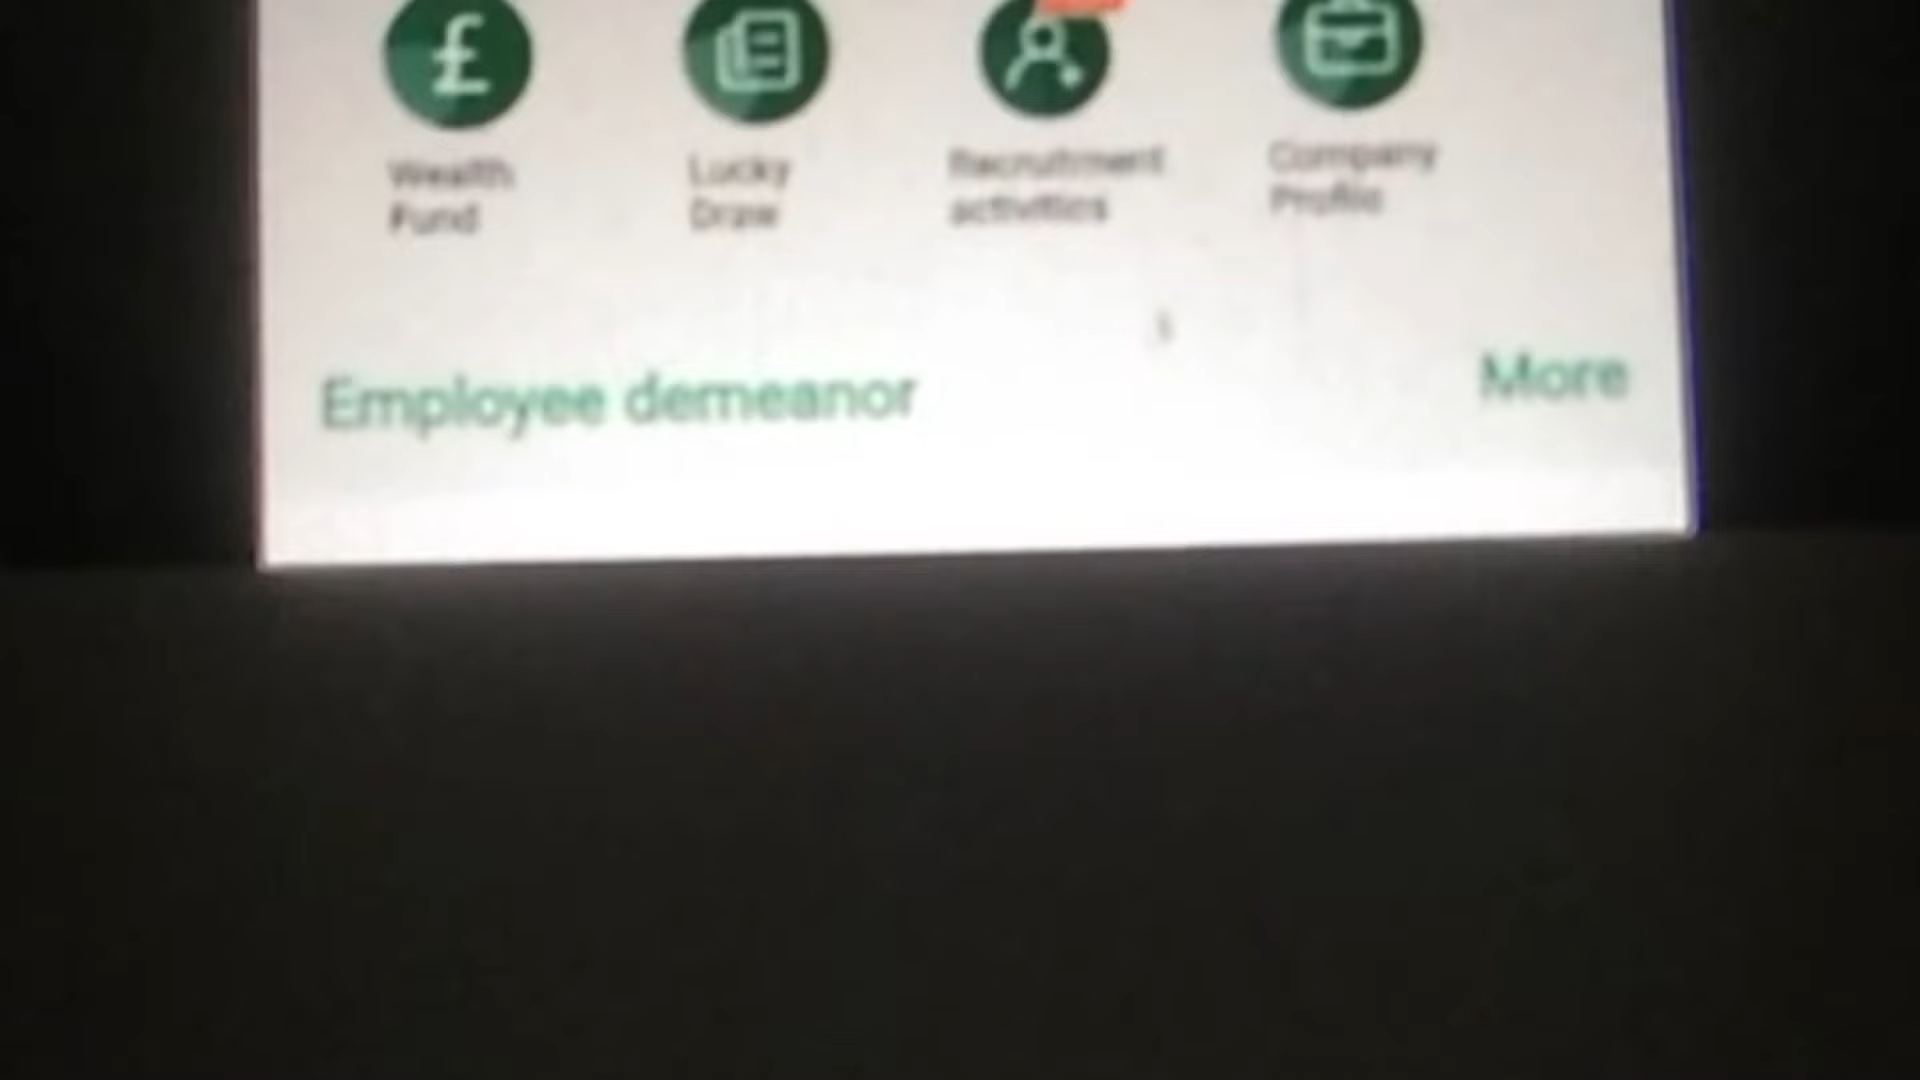 Wealth Lucky Recruitment Company
Fund Draw activities Profile
Employee demeanor More